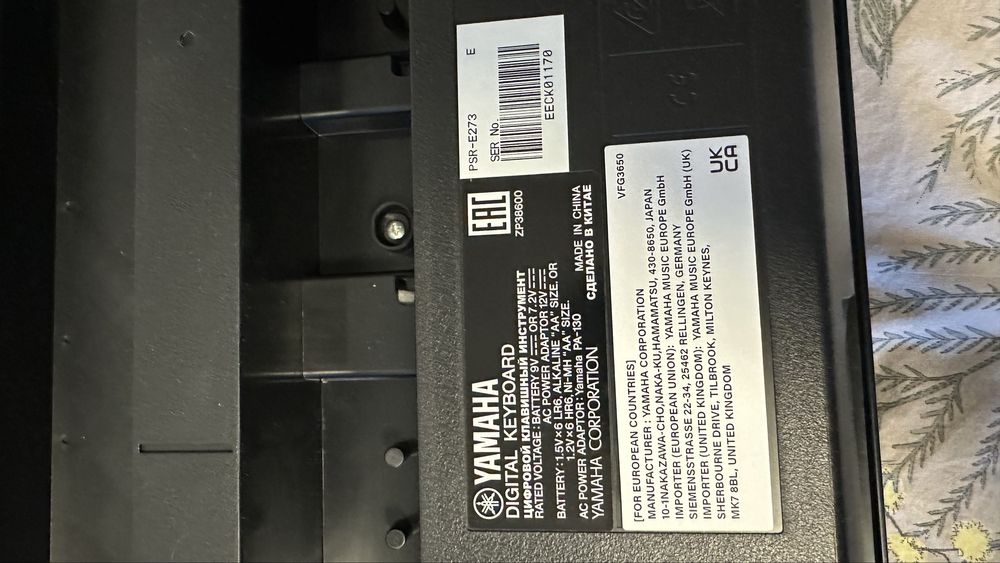 YAMAHA
DIGITAL KEYBOARD
ЦИФРОВОЙ КЛАВИШНЫЙ ИНСТРУМЕНТ
RATED VOLTAGE : BATTERY 9V OR 7.2V
AC POWER ADAPTOR 12V
BATTERY : 1.5V×6 LR6, ALKALINE "AA" SIZE, OR
1.2V×6 HR6, Ni-MH "AA" SIZE.
AC POWER ADAPTOR: Yamaha PA-130
YAMAHA CORPORATION
MADE IN CHINA
СДЕЛАНО В КИТАЕ
EAC
ZP38600
PSR-E273 E
SER No.
EECK01170
VFG3650
[FOR EUROPEAN COUNTRIES]
MANUFACTURER : YAMAHA CORPORATION
10-1NAKAZAWA-CHO,NAKA-KU,HAMAMATSU, 430-8650, JAPAN
IMPORTER (EUROPEAN UNION): YAMAHA MUSIC EUROPE GmbH
SIEMENSSTRASSE 22-34, 25462 RELLINGEN, GERMANY
IMPORTER (UNITED KINGDOM): YAMAHA MUSIC EUROPE GmbH (UK)
SHERBOURNE DRIVE, TILBROOK, MILTON KEYNES,
MK7 8BL, UNITED KINGDOM
UK
CA
CE